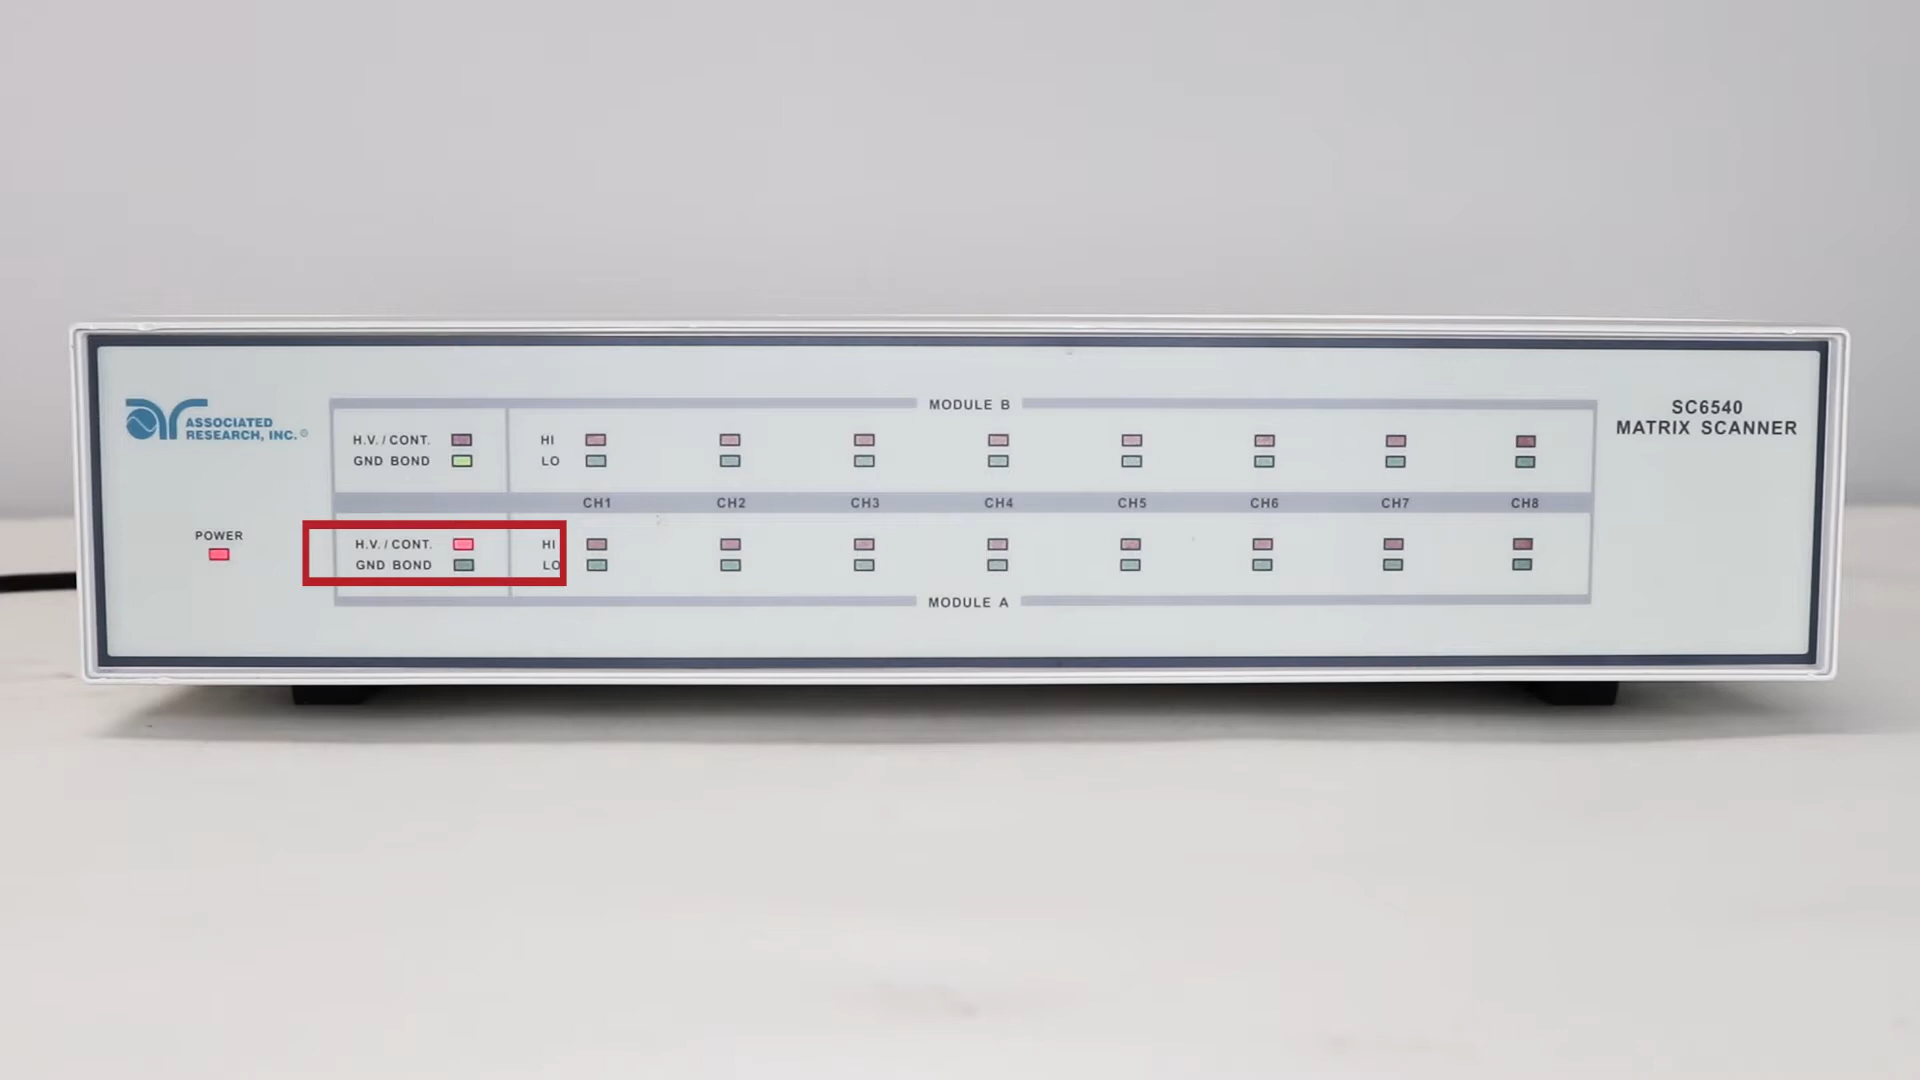 MODULE B
ASSOCIATED
RESEARCH, INC.®
H.V. / CONT.
GND BOND
HI
LO
SC6540
MATRIX SCANNER
CH1 CH2 CH3 CH4 CH5 CH6 CH7 CH8
POWER
H.V. / CONT.
GND BOND
HI
LO
MODULE A